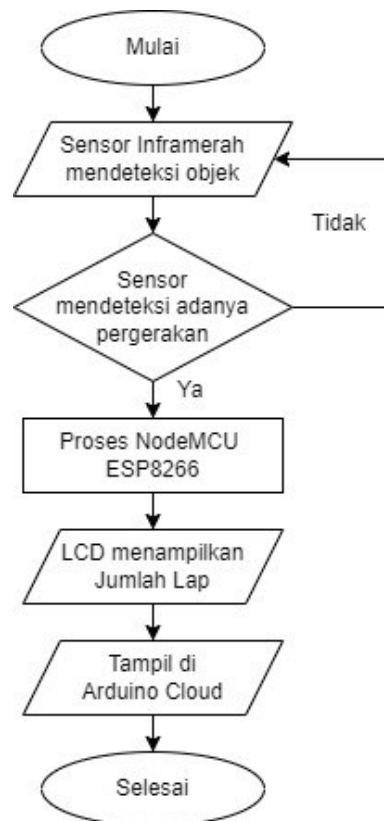 Mulai
Sensor Inframerah
mendeteksi objek
Tidak
Sensor
mendeteksi adanya
pergerakan
Ya
Proses NodeMCU
ESP8266
LCD menampilkan
Jumlah Lap
Tampil di
Arduino Cloud
Selesai